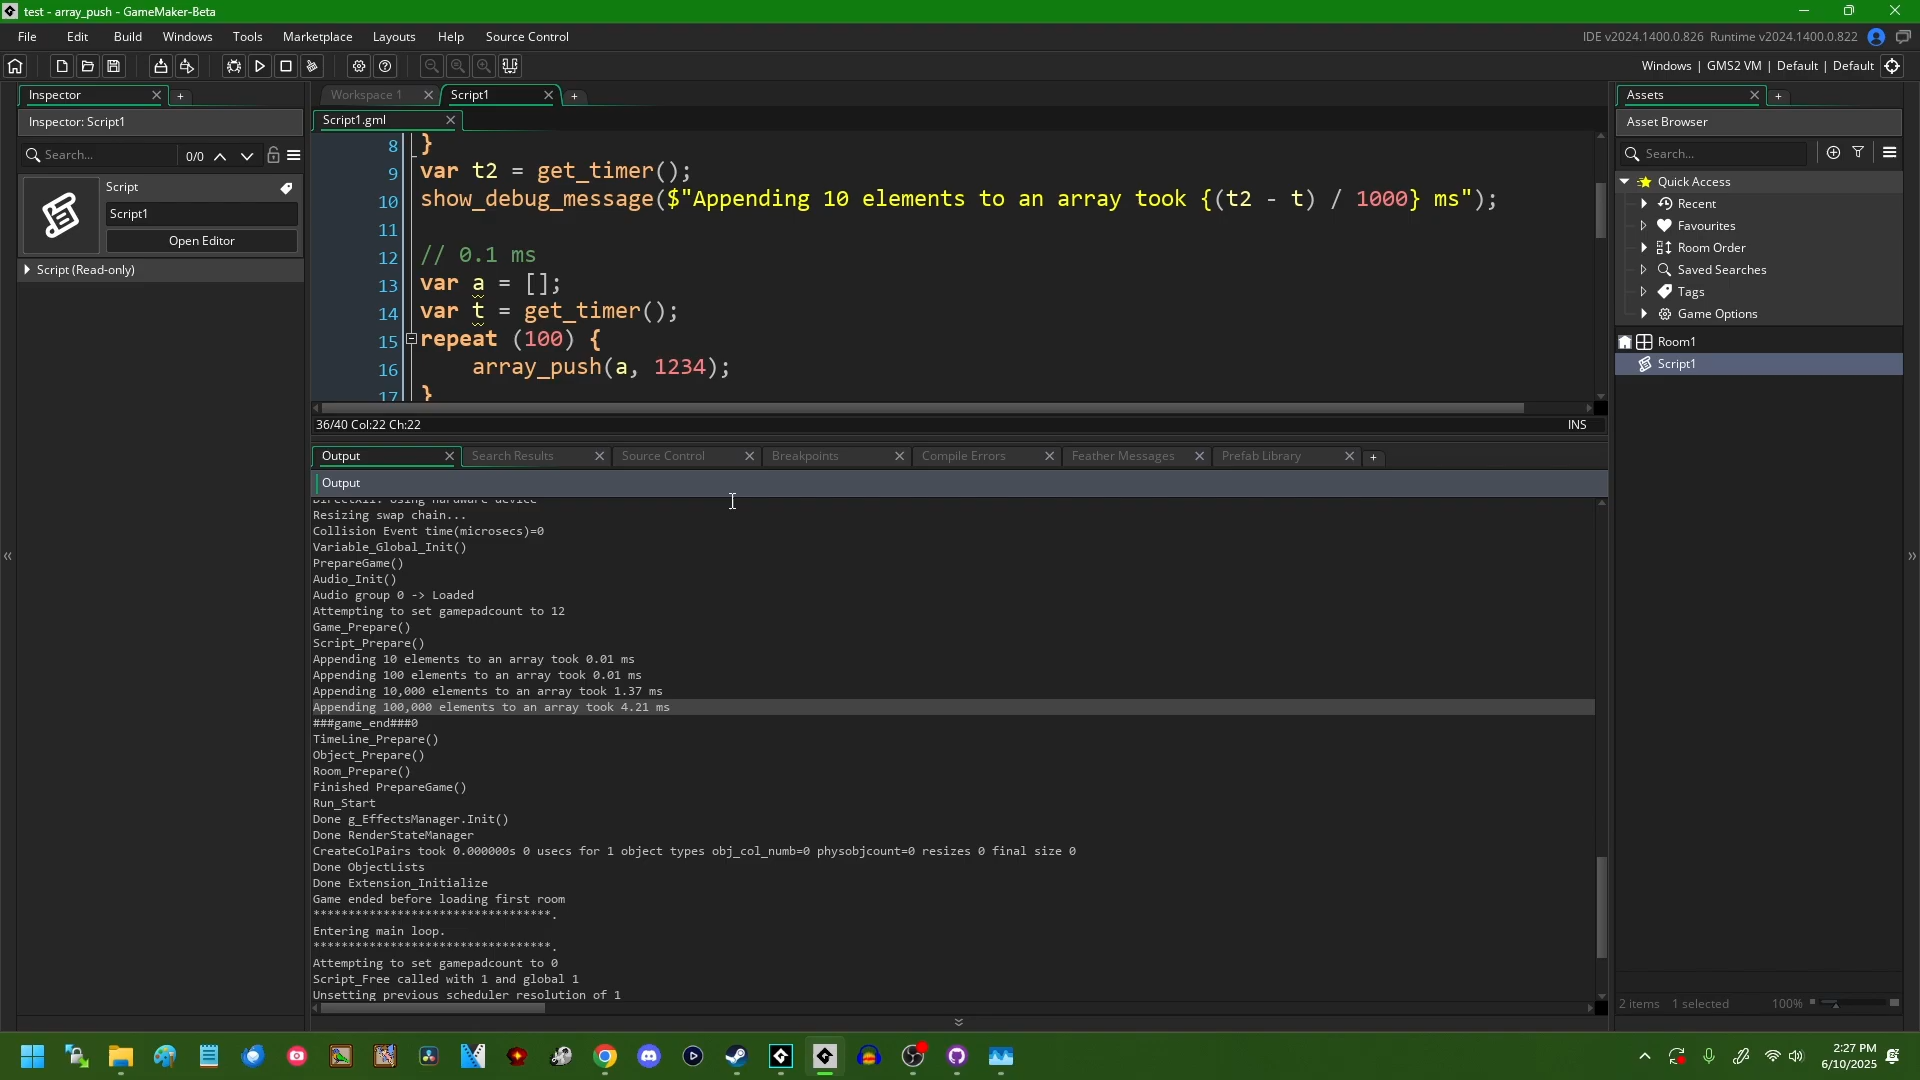 test - array_push - GameMaker-Beta
File Edit Build Windows Tools Marketplace Layouts Help Source Control
IDE v2024.1400.0.826 Runtime v2024.1400.0.822
Windows | GMS2 VM | Default | Default
Inspector
Inspector: Script1
Search... 0/0
Script
Script1
Open Editor
Script (Read-only)
Workspace 1 Script1
Script1.gml
8 }
9 var t2 = get_timer();
10 show_debug_message($"Appending 10 elements to an array took {(t2 - t) / 1000} ms");
11
12 // 0.1 ms
13 var a = [];
14 var t = get_timer();
15 repeat (100) {
16 array_push(a, 1234);
17 }
36/40 Col:22 Ch:22 INS
Output Search Results Source Control Breakpoints Compile Errors Feather Messages Prefab Library
Output
DirectX11: Using hardware device
Resizing swap chain...
Collision Event time(microsecs)=0
Variable_Global_Init()
PrepareGame()
Audio_Init()
Audio group 0 -> Loaded
Attempting to set gamepadcount to 12
Game_Prepare()
Script_Prepare()
Appending 10 elements to an array took 0.01 ms
Appending 100 elements to an array took 0.01 ms
Appending 10,000 elements to an array took 1.37 ms
Appending 100,000 elements to an array took 4.21 ms
###game_end###0
TimeLine_Prepare()
Object_Prepare()
Room_Prepare()
Finished PrepareGame()
Run_Start
Done g_EffectsManager.Init()
Done RenderStateManager
CreateColPairs took 0.000000s 0 usecs for 1 object types obj_col_numb=0 physobjcount=0 resizes 0 final size 0
Done ObjectLists
Done Extension_Initialize
Game ended before loading first room
**********************************.
Entering main loop.
**********************************.
Attempting to set gamepadcount to 0
Script_Free called with 1 and global 1
Unsetting previous scheduler resolution of 1
Assets
Asset Browser
Search...
Quick Access
Recent
Favourites
Room Order
Saved Searches
Tags
Game Options
Room1
Script1
2 items 1 selected 100%
2:27 PM
6/10/2025